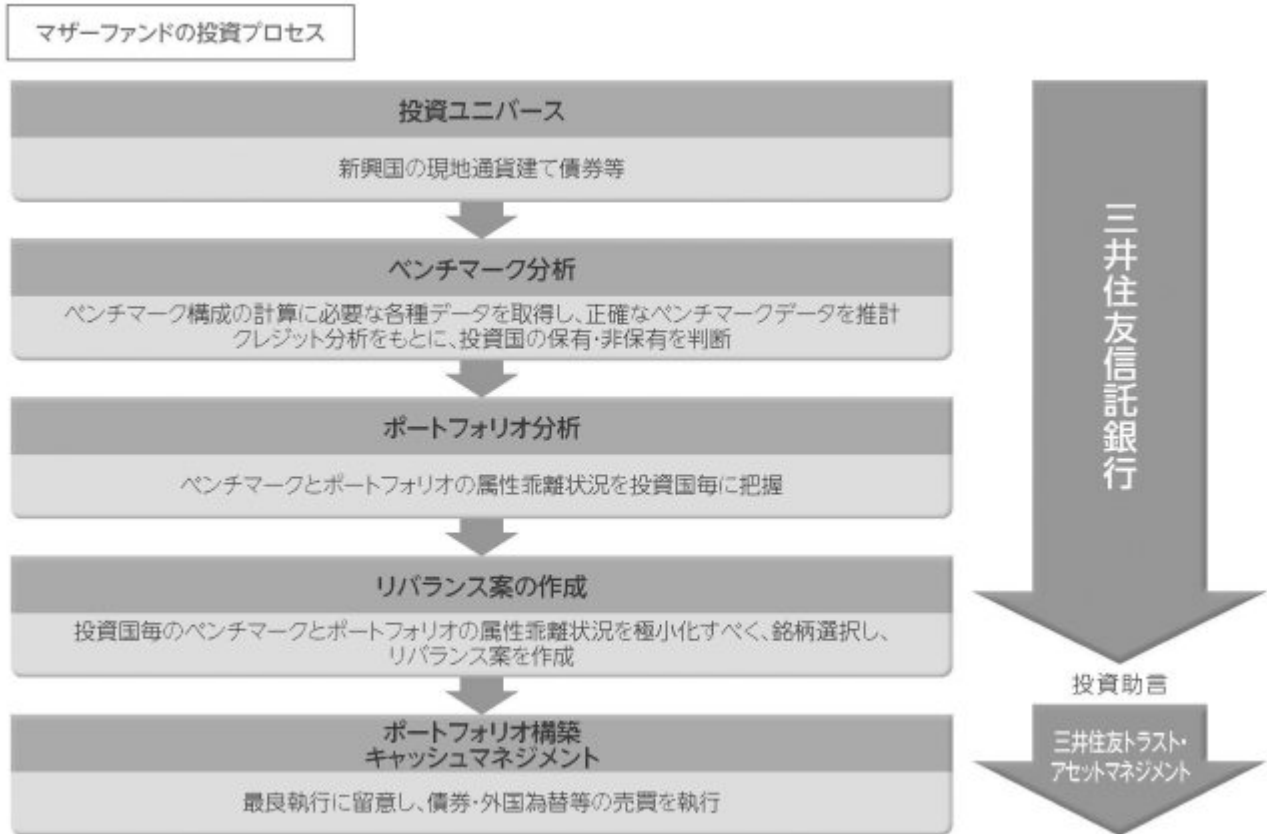 マザーファンドの投資プロセス
投資ユニバース
新興国の現地通貨建て債券等
ベンチマーク分析
ベンチマーク構成の計算に必要な各種データを取得し、正確なベンチマークデータを推計
クレジット分析をもとに、投資国の保有・非保有を判断
ポートフォリオ分析
ベンチマークとポートフォリオの属性乖離状況を投資国毎に把握
リバランス案の作成
投資国毎のベンチマークとポートフォリオの属性乖離状況を極小化すべく、銘柄選択し、
リバランス案を作成
ポートフォリオ構築
キャッシュマネジメント
最良執行に留意し、債券・外国為替等の売買を執行
三井住友信託銀行
投資助言
三井住友トラスト・
アセットマネジメント